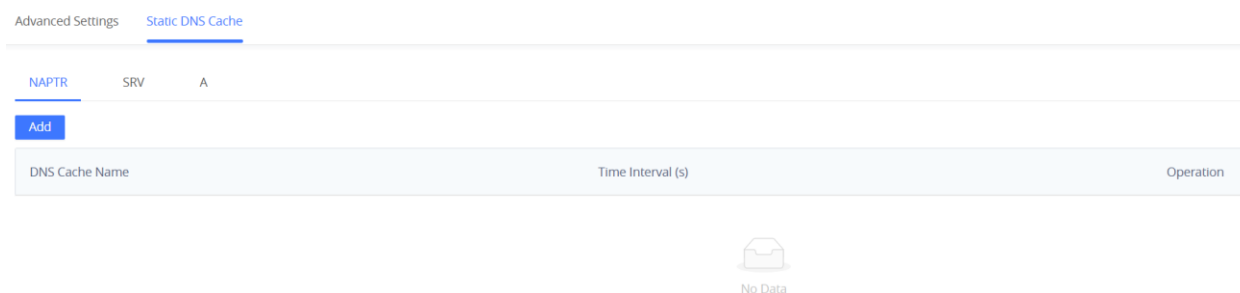 Advanced Settings Static DNS Cache
NAPTR SRV A
Add
DNS Cache Name Time Interval (s) Operation
No Data